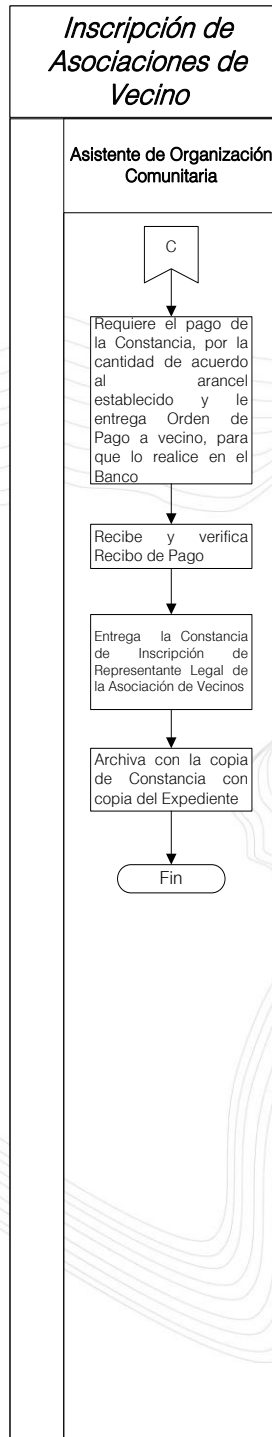 Inscripción de
Asociaciones de
Vecino
Asistente de Organización
Comunitaria
C
Requiere el pago de
la Constancia, por la
cantidad de acuerdo
al arancel
establecido y le
entrega Orden de
Pago a vecino, para
que lo realice en el
Banco
Recibe y verifica
Recibo de Pago
Entrega la Constancia
de Inscripción de
Representante Legal de
la Asociación de Vecinos
Archiva con la copia
de Constancia con
copia del Expediente
Fin